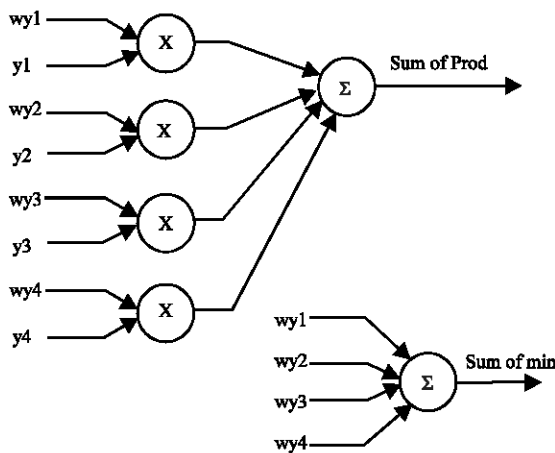 wy1
X
y1
Sum of Prod
Σ
wy2
X
y2
wy3
X
y3
wy4
X
y4
wy1
wy2
Sum of min
Σ
wy3
wy4